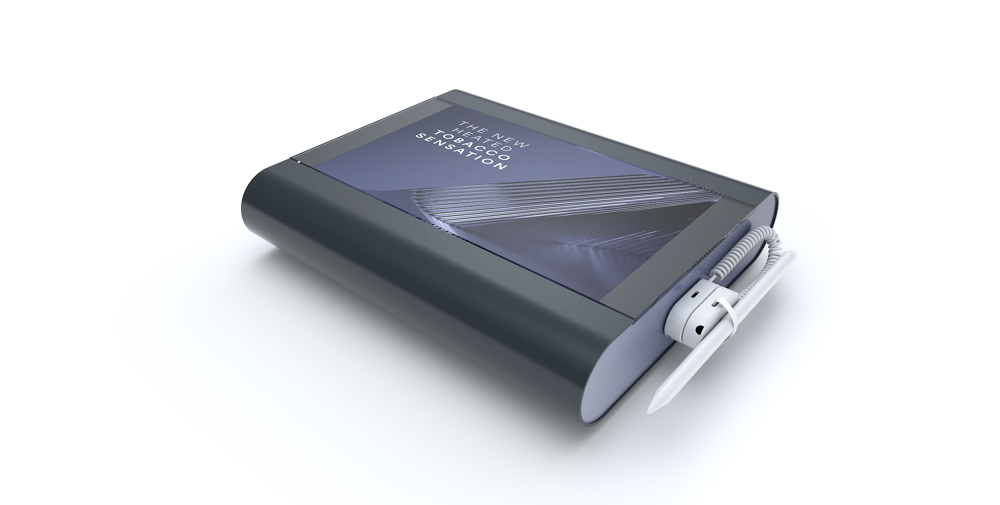 THE NEW
HEATED
TOBACCO
SENSATION